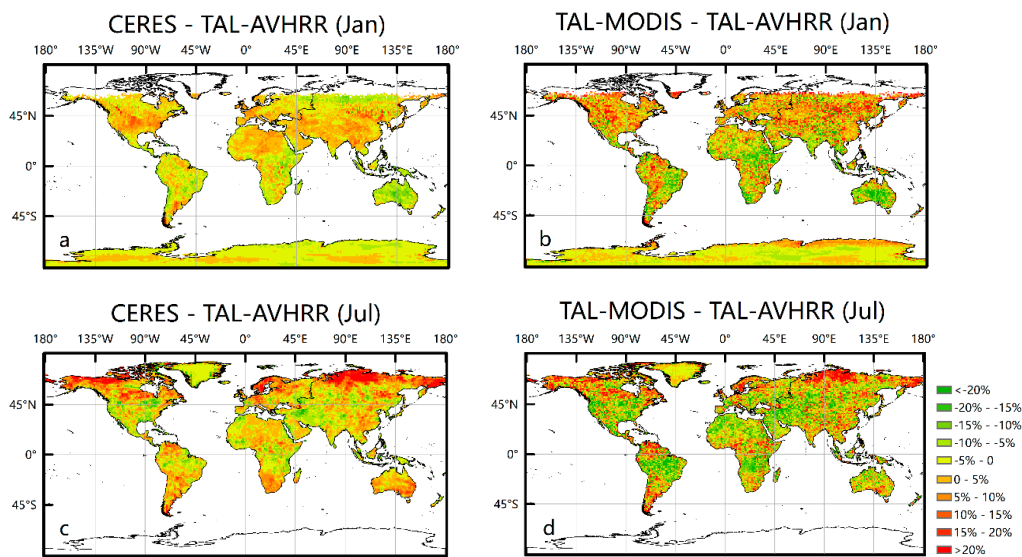 CERES - TAL-AVHRR (Jan)
180° 135°W 90°W 45°W 0° 45°E 90°E 135°E 180°
45°N
0°
45°S
a
TAL-MODIS - TAL-AVHRR (Jan)
180° 135°W 90°W 45°W 0° 45°E 90°E 135°E 180°
45°N
0°
45°S
b
CERES - TAL-AVHRR (Jul)
180° 135°W 90°W 45°W 0° 45°E 90°E 135°E 180°
45°N
0°
45°S
c
TAL-MODIS - TAL-AVHRR (Jul)
180° 135°W 90°W 45°W 0° 45°E 90°E 135°E 180°
45°N
0°
45°S
d
<-20%
-20% - -15%
-15% - -10%
-10% - -5%
-5% - 0
0 - 5%
5% - 10%
10% - 15%
15% - 20%
>20%